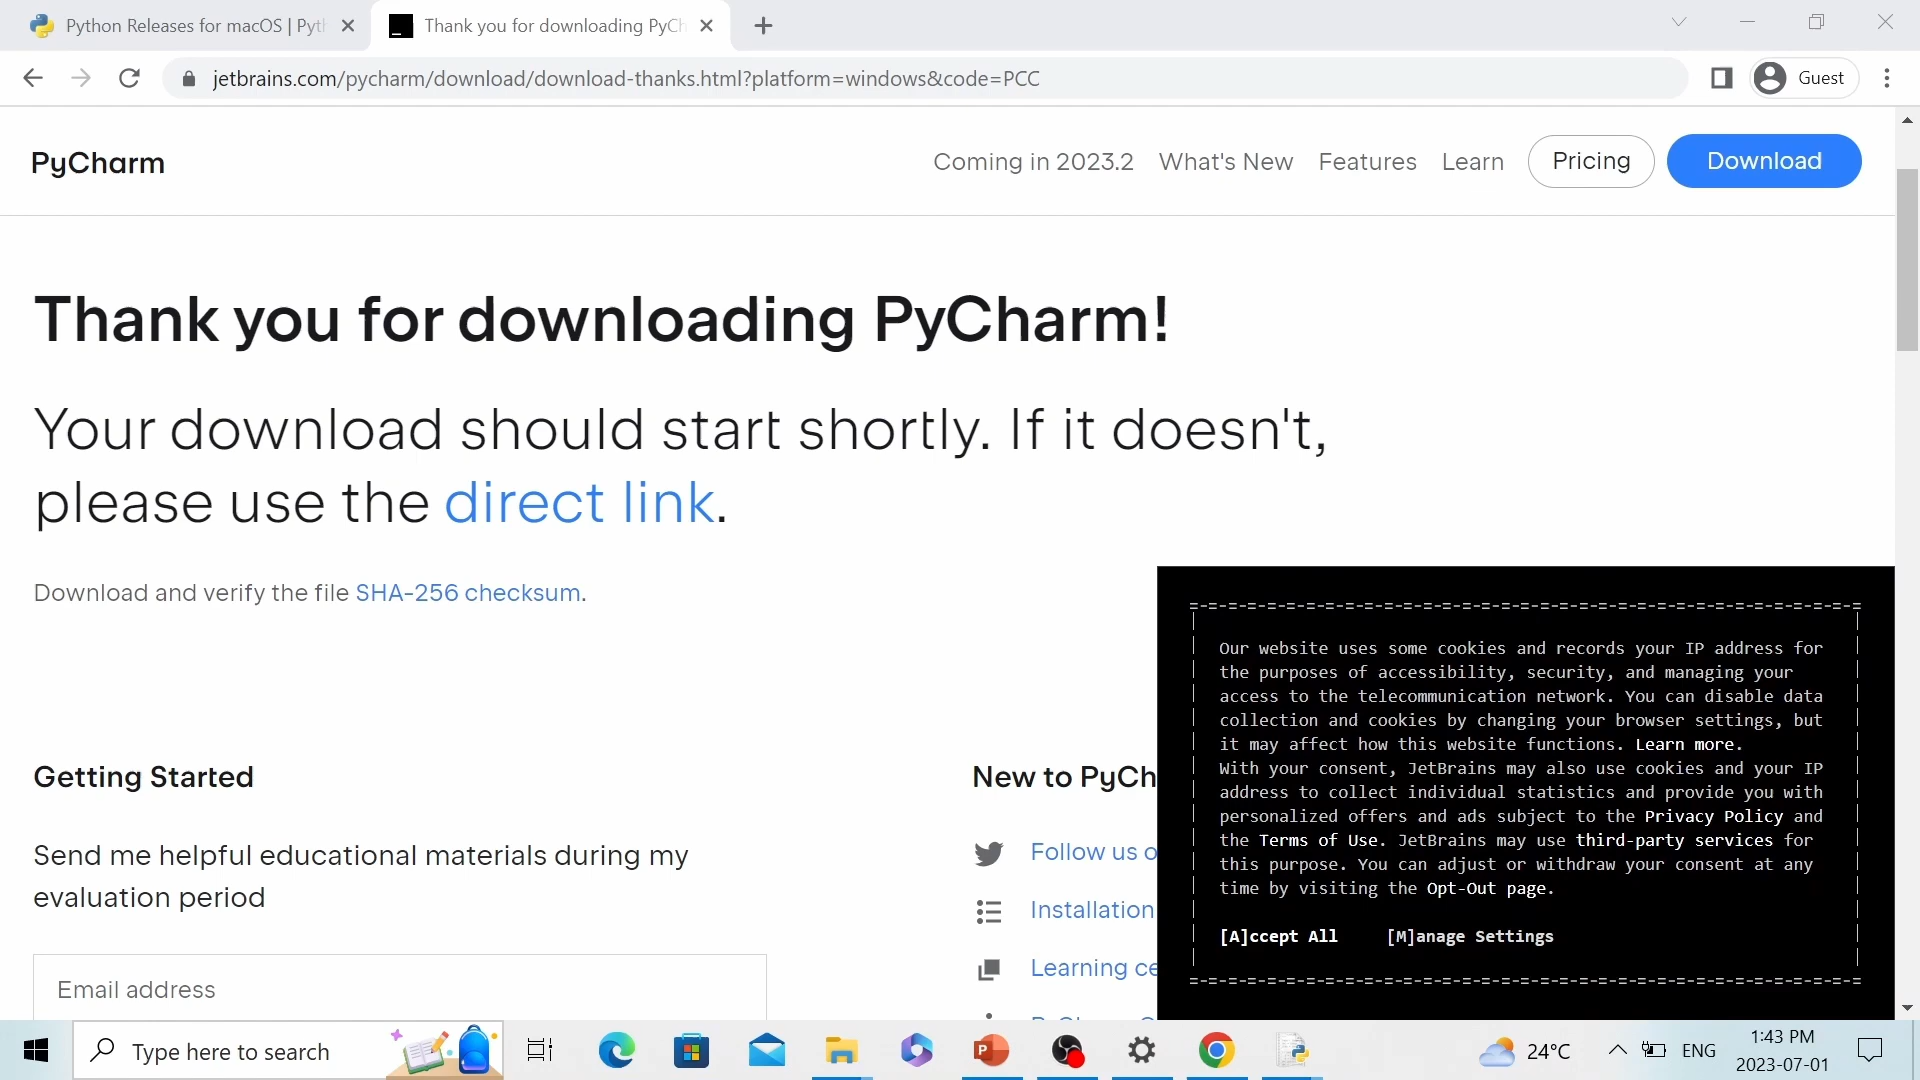 Python Releases for macOS | Pyth
Thank you for downloading PyCh
jetbrains.com/pycharm/download/download-thanks.html?platform=windows&code=PCC
Guest
PyCharm
Coming in 2023.2
What's New
Features
Learn
Pricing
Download
Thank you for downloading PyCharm!
Your download should start shortly. If it doesn't,
please use the direct link.
Download and verify the file SHA-256 checksum.
Getting Started
Send me helpful educational materials during my
evaluation period
Email address
New to PyCh
Follow us o
Installation
Learning ce
=-=-=-=-=-=-=-=-=-=-=-=-=-=-=-=-=-=-=-=-=-=-=-=-=-=-=-=-=-=-=-=-=-=
Our website uses some cookies and records your IP address for
the purposes of accessibility, security, and managing your
access to the telecommunication network. You can disable data
collection and cookies by changing your browser settings, but
it may affect how this website functions. Learn more.
With your consent, JetBrains may also use cookies and your IP
address to collect individual statistics and provide you with
personalized offers and ads subject to the Privacy Policy and
the Terms of Use. JetBrains may use third-party services for
this purpose. You can adjust or withdraw your consent at any
time by visiting the Opt-Out page.
[A]ccept All
[M]anage Settings
=-=-=-=-=-=-=-=-=-=-=-=-=-=-=-=-=-=-=-=-=-=-=-=-=-=-=-=-=-=-=-=-=-=
Type here to search
24°C
ENG
1:43 PM
2023-07-01